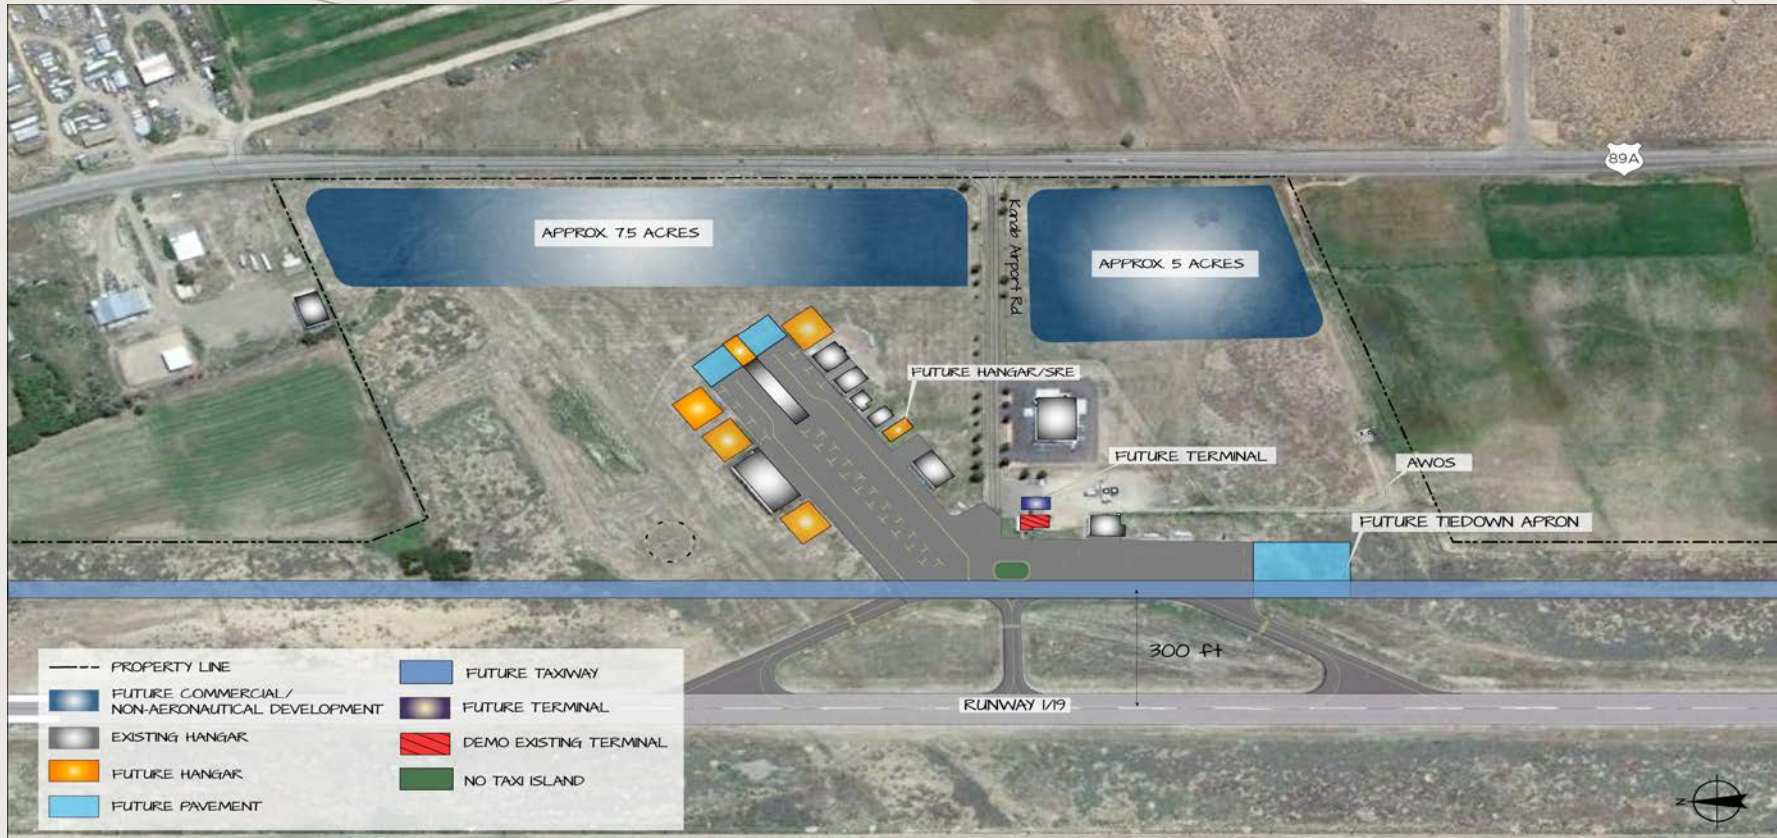 89A
APPROX. 7.5 ACRES
Kanab Airport Rd.
APPROX. 5 ACRES
FUTURE HANGAR/SRE
FUTURE TERMINAL
AWOS
FUTURE TIEDOWN APRON
300 ft
RUNWAY 1/19
PROPERTY LINE
FUTURE COMMERCIAL/
NON-AERONAUTICAL DEVELOPMENT
EXISTING HANGAR
FUTURE HANGAR
FUTURE PAVEMENT
FUTURE TAXIWAY
FUTURE TERMINAL
DEMO EXISTING TERMINAL
NO TAXI ISLAND
N